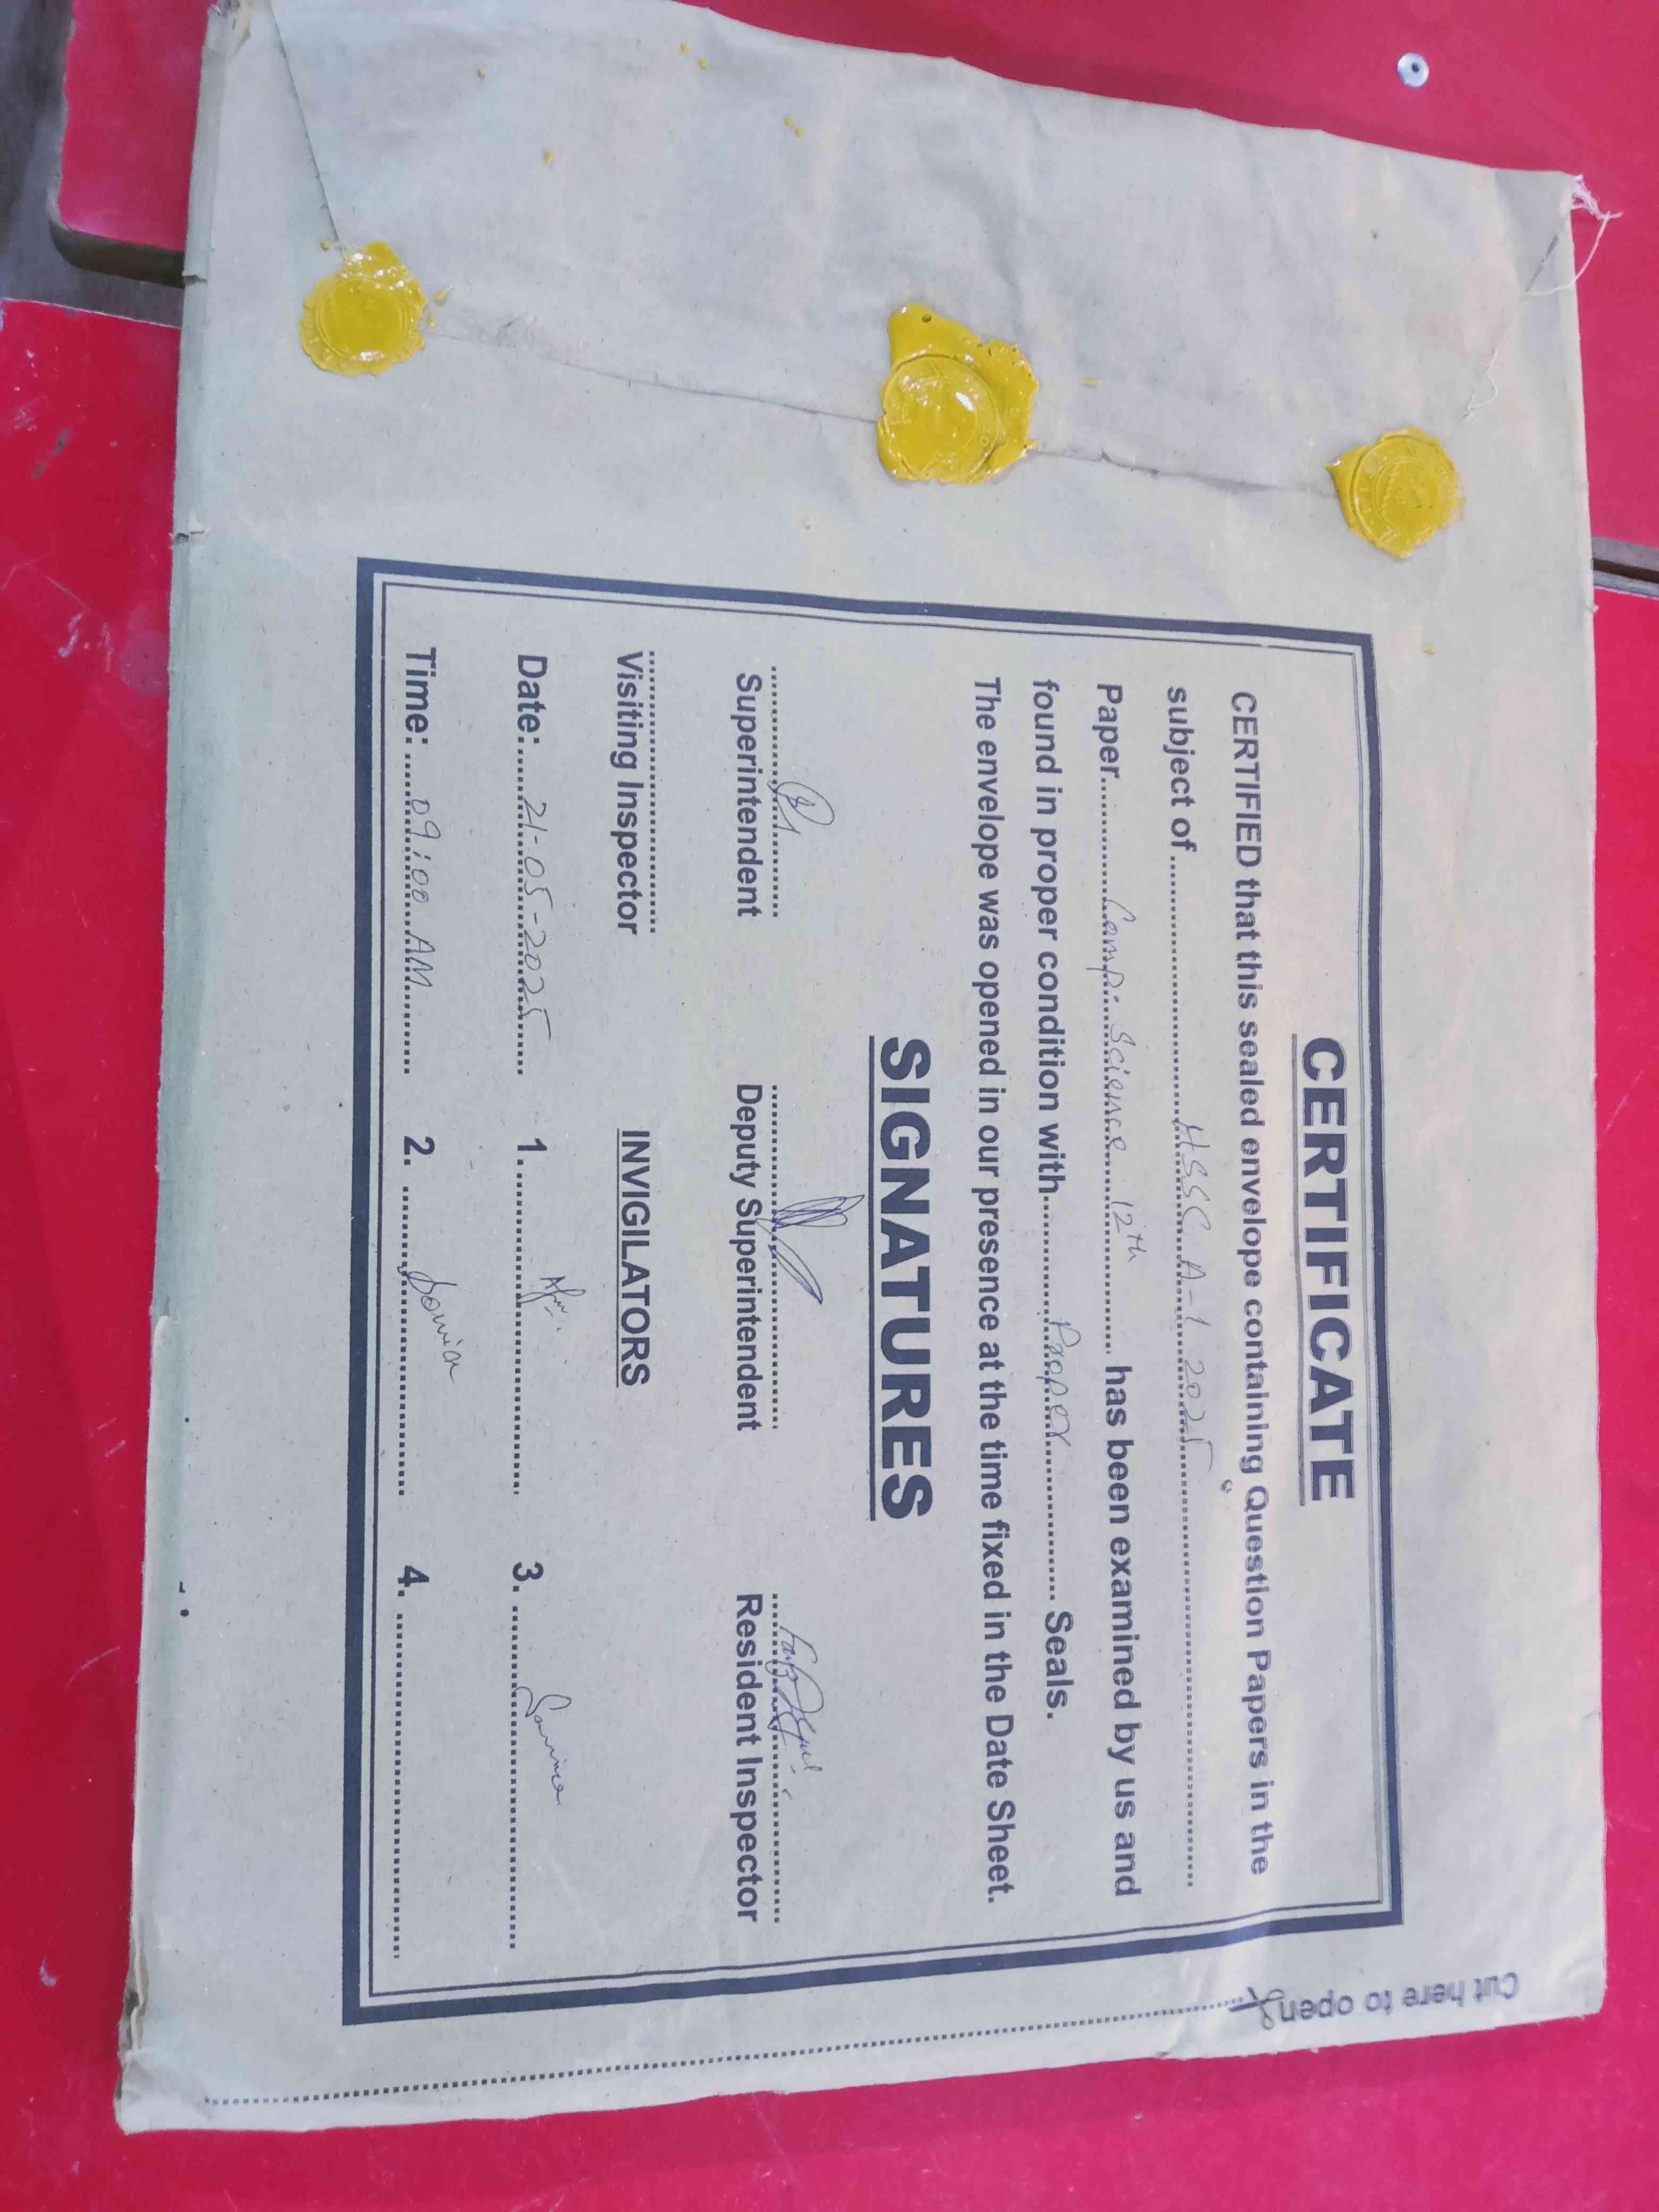 CERTIFICATE
CERTIFIED that this sealed envelope containing Question Papers in the
subject of HSSC A-1 2025
Paper Comp: Science 12th has been examined by us and
found in proper condition with Proper Seals.
The envelope was opened in our presence at the time fixed in the Date Sheet.
SIGNATURES
Superintendent Deputy Superintendent Resident Inspector
Visiting Inspector INVIGILATORS
Date: 21-05-2025 1. 3.
Time: 09:00 AM 2. 4.
Cut here to open